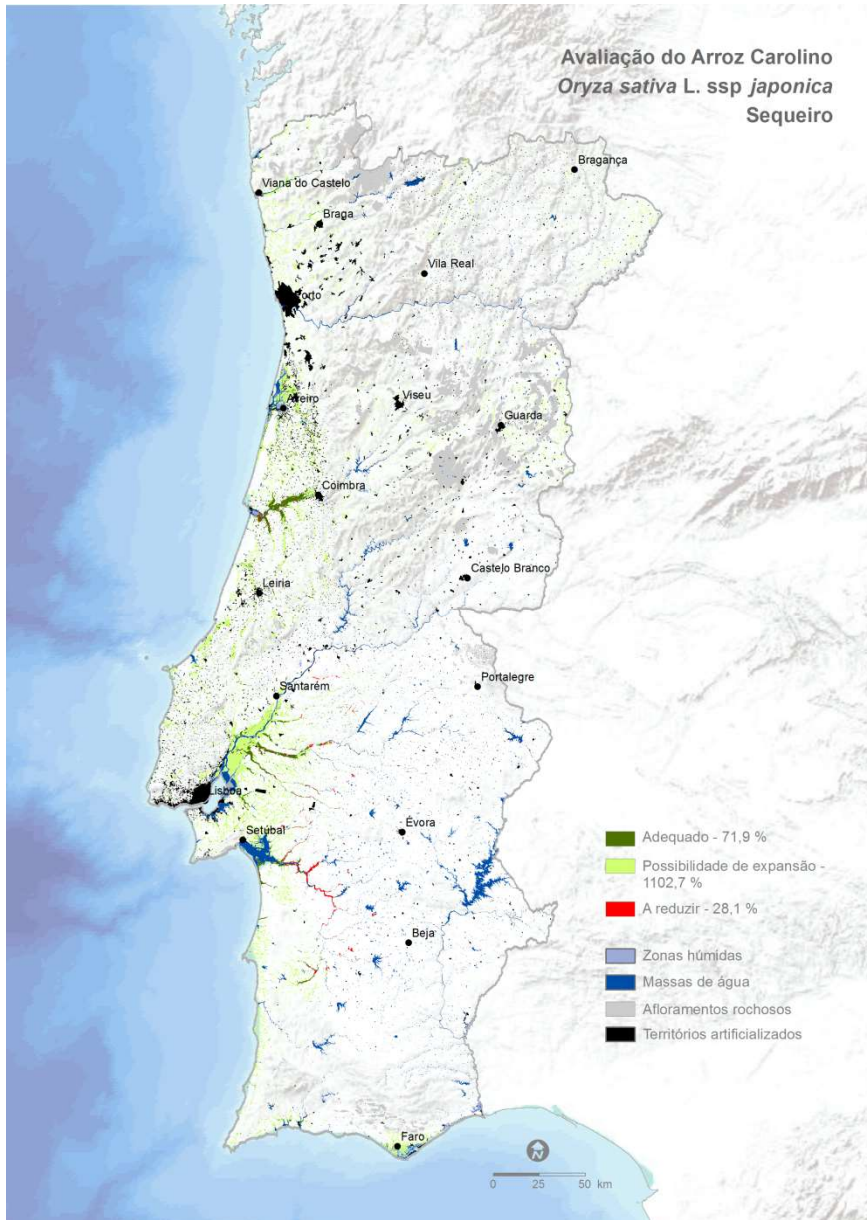 Avaliação do Arroz Carolino
Oryza sativa L. ssp japonica
Sequeiro
Bragança
Viana do Castelo
Braga
Vila Real
orto
Aveiro
Viseu
Guarda
Coimbra
Castelo Branco
Leiria
Portalegre
Santarém
Lisboa
Évora
Setúbal
Adequado - 71,9 %
Possibilidade de expansão -
1102,7 %
A reduzir - 28,1 %
Beja
Zonas húmidas
Massas de água
Afloramentos rochosos
Territórios artificializados
Faro
N
0 25 50 km